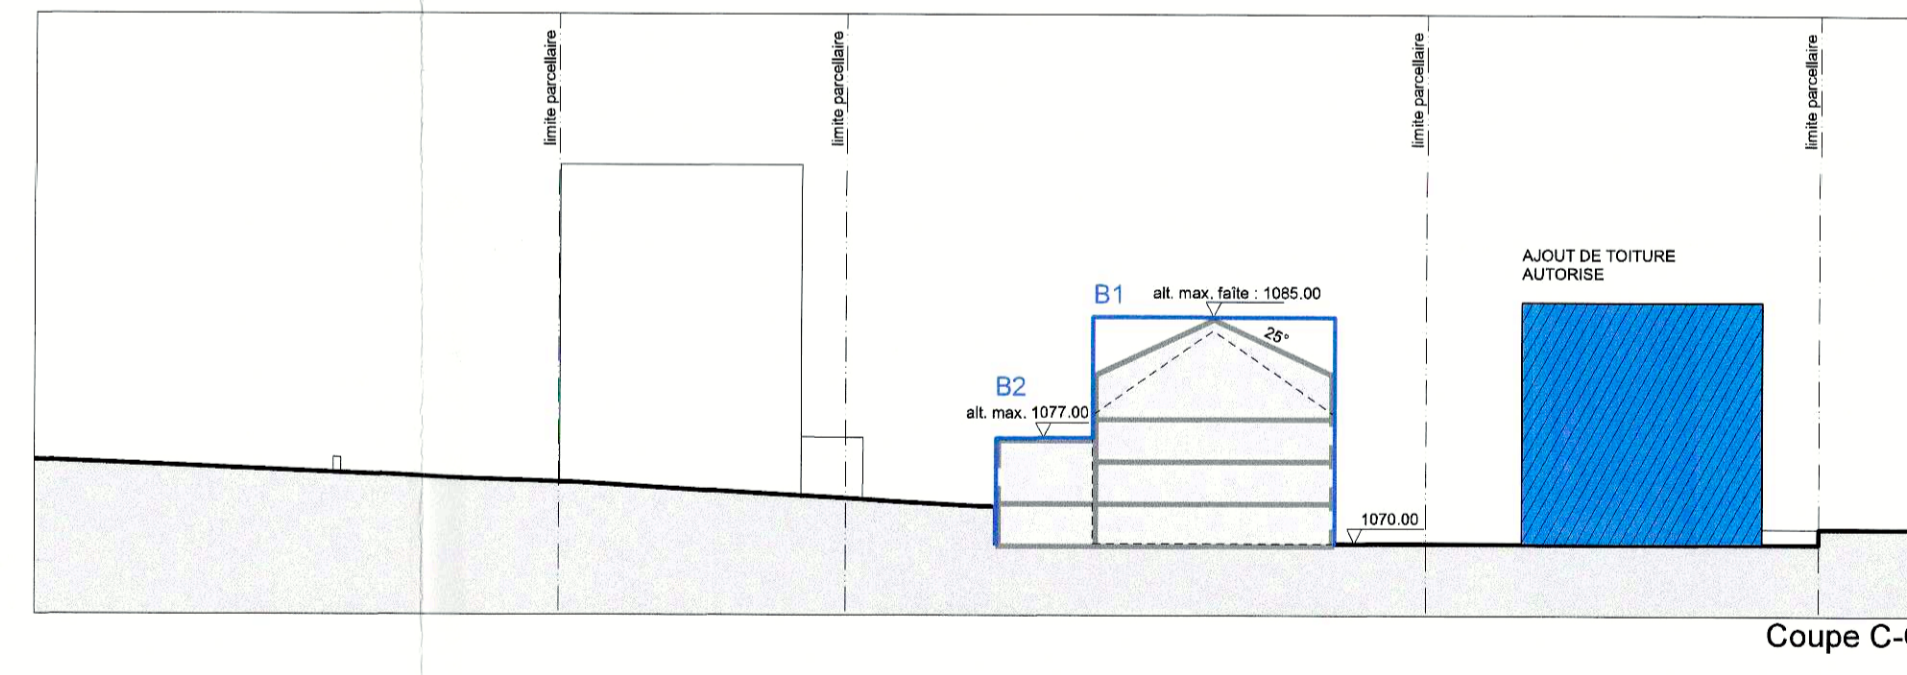 limite parcellaire
limite parcellaire
limite parcellaire
limite parcellaire
AJOUT DE TOITURE
AUTORISE
B1
alt. max. faîte : 1085.00
25°
B2
alt. max. 1077.00
1070.00
Coupe C-